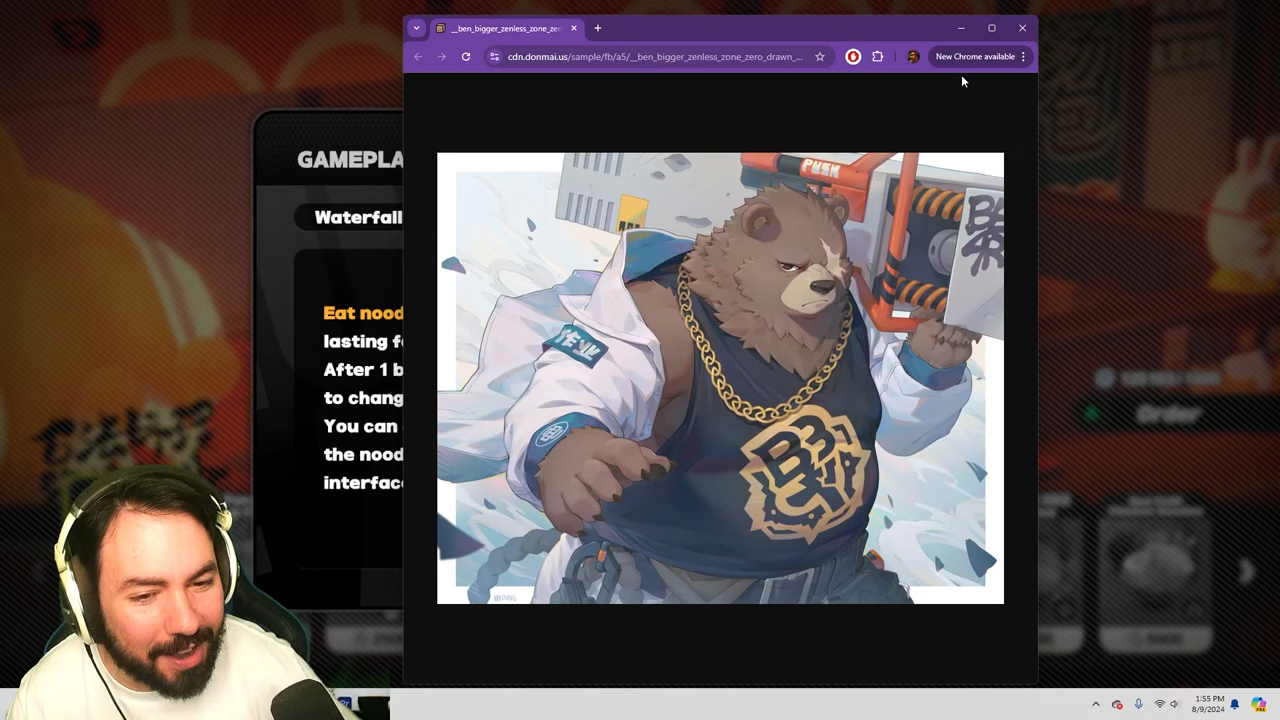 __ben_bigger_zenless_zone_ze
cdn.donmai.us/sample/fb/a5/__ben_bigger_zenless_zone_zero_drawn_...
New Chrome available
GAMEPLA
Waterfall
Eat nood
lasting f
After 1 b
to chang
You can
the nood
interfac
PUSH
Order
1:55 PM
8/9/2024